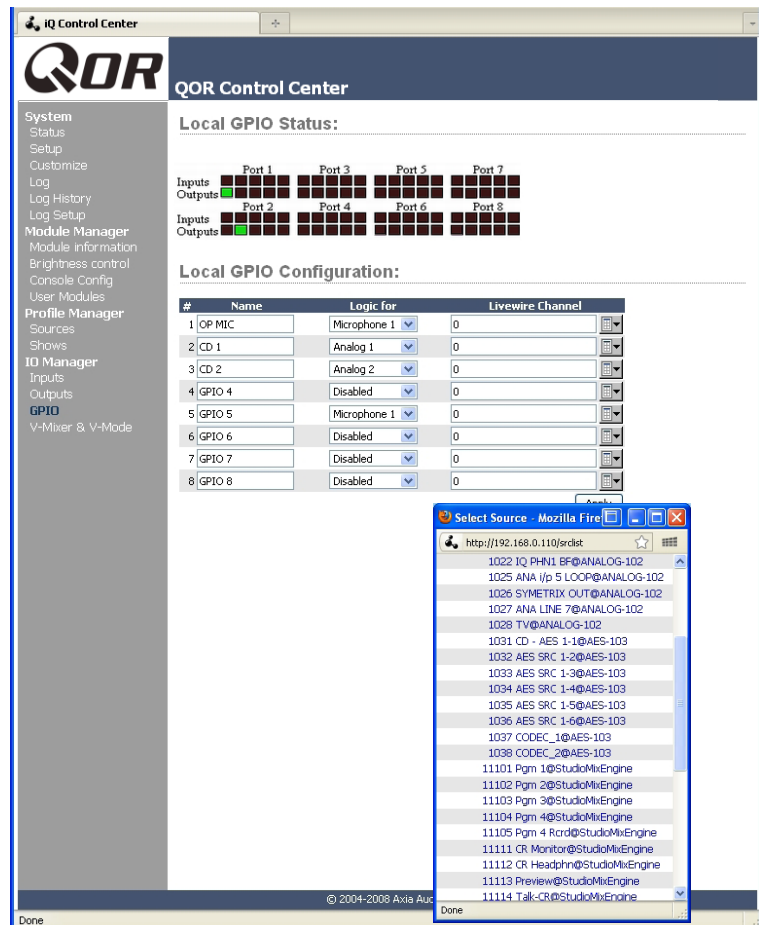 iQ Control Center
QOR
QOR Control Center
System
Status
Setup
Customize
Log
Log History
Log Setup
Module Manager
Module information
Brightness control
Console Config
User Modules
Profile Manager
Sources
Shows
IO Manager
Inputs
Outputs
GPIO
V-Mixer & V-Mode
Local GPIO Status:
Port 1 Port 3 Port 5 Port 7
Inputs
Outputs
Port 2 Port 4 Port 6 Port 8
Inputs
Outputs
Local GPIO Configuration:
# Name Logic for Livewire Channel
1 OP MIC Microphone 1 0
2 CD 1 Analog 1 0
3 CD 2 Analog 2 0
4 GPIO 4 Disabled 0
5 GPIO 5 Microphone 1 0
6 GPIO 6 Disabled 0
7 GPIO 7 Disabled 0
8 GPIO 8 Disabled 0
Apply
Select Source - Mozilla Fire
http://192.168.0.110/srclist
1022 IQ PHN1 BF@ANALOG-102
1025 ANA i/p 5 LOOP@ANALOG-102
1026 SYMETRIX OUT@ANALOG-102
1027 ANA LINE 7@ANALOG-102
1028 TV@ANALOG-102
1031 CD - AES 1-1@AES-103
1032 AES SRC 1-2@AES-103
1033 AES SRC 1-3@AES-103
1034 AES SRC 1-4@AES-103
1035 AES SRC 1-5@AES-103
1036 AES SRC 1-6@AES-103
1037 CODEC_1@AES-103
1038 CODEC_2@AES-103
11101 Pgm 1@StudioMixEngine
11102 Pgm 2@StudioMixEngine
11103 Pgm 3@StudioMixEngine
11104 Pgm 4@StudioMixEngine
11105 Pgm 4 Rcrd@StudioMixEngine
11111 CR Monitor@StudioMixEngine
11112 CR Headphn@StudioMixEngine
11113 Preview@StudioMixEngine
11114 Talk-CR@StudioMixEngine
Done
© 2004-2008 Axia Aud
Done